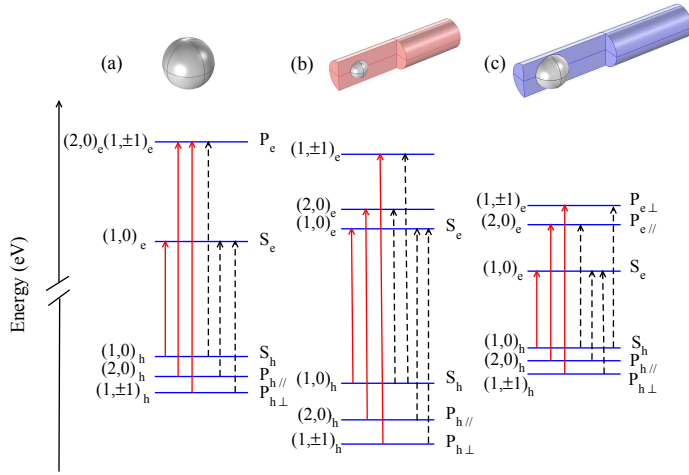 (a)
(b)
(c)
Energy (eV)
(2,0)e(1,±1)e
Pe
(1,0)e
Se
(1,0)h
Sh
(2,0)h
Ph//
(1,±1)h
Ph⊥
(1,±1)e
(2,0)e
(1,0)e
Se
(1,0)h
Sh
(2,0)h
Ph//
(1,±1)h
Ph⊥
(1,±1)e
Pe⊥
(2,0)e
Pe//
(1,0)e
Se
(1,0)h
Sh
(2,0)h
Ph//
(1,±1)h
Ph⊥